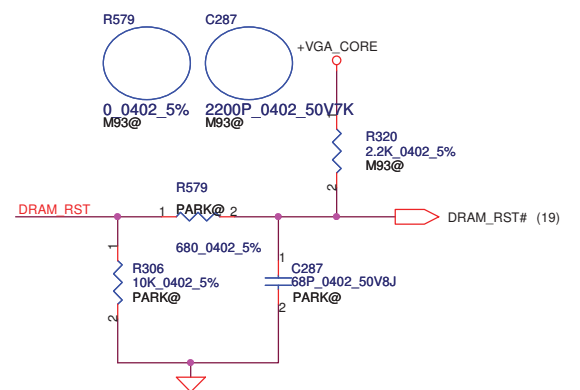 R579
C287
+VGA_CORE
0_0402_5%
2200P_0402_50V7K
M93@
M93@
1
R320
2.2K_0402_5%
M93@
2
R579
DRAM_RST
1
PARK@
2
DRAM_RST# (19)
680_0402_5%
1
R306
10K_0402_5%
PARK@
2
1
C287
68P_0402_50V8J
PARK@
2